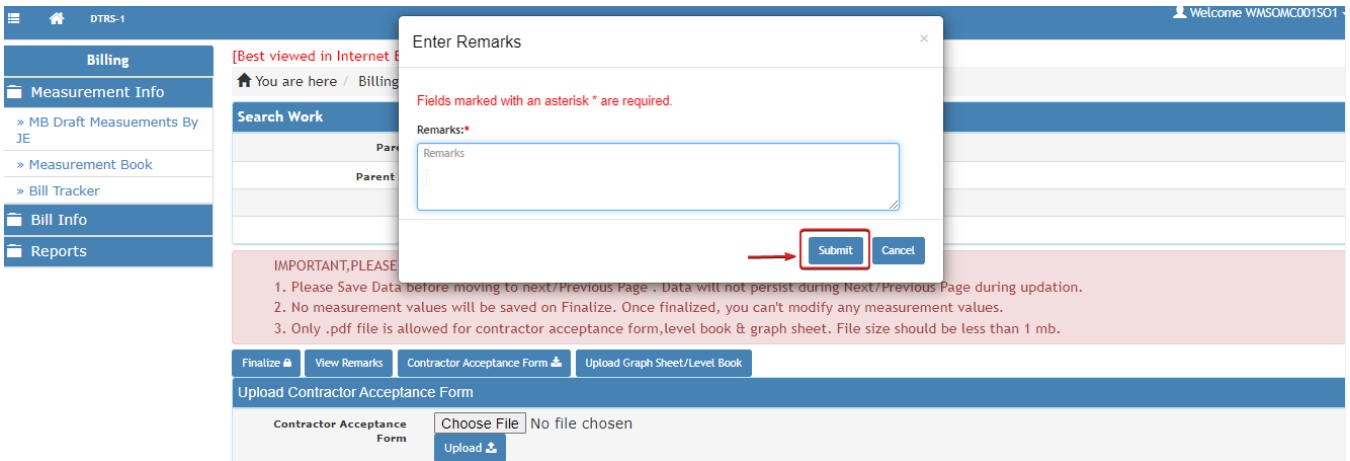 DTRS-1
Welcome WMSOMC001SO1
Billing
Measurement Info
» MB Draft Measuements By
JE
» Measurement Book
» Bill Tracker
Bill Info
Reports
[Best viewed in Internet
You are here / Billing
Search Work
Parent
Enter Remarks
×
Fields marked with an asterisk * are required.
Remarks:*
Remarks
Submit
Cancel
IMPORTANT,PLEASE
1. Please Save Data before moving to next/Previous Page . Data will not persist during Next/Previous Page during updation.
2. No measurement values will be saved on Finalize. Once finalized, you can't modify any measurement values.
3. Only .pdf file is allowed for contractor acceptance form,level book & graph sheet. File size should be less than 1 mb.
Finalize
View Remarks
Contractor Acceptance Form
Upload Graph Sheet/Level Book
Upload Contractor Acceptance Form
Contractor Acceptance
Form
Choose File No file chosen
Upload